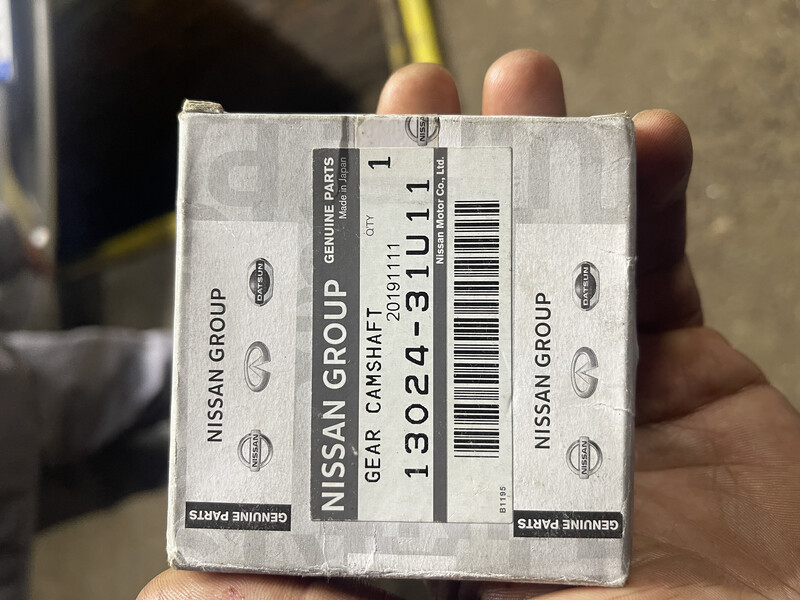 NISSAN GROUP
DATSUN
NISSAN
GENUINE PARTS
NISSAN GROUP
GENUINE PARTS
Made in Japan
GEAR CAMSHAFT
QTY
1
20191111
13024-31U11
Nissan Motor Co., Ltd.
B1195
NISSAN
NISSAN GROUP
DATSUN
NISSAN
GENUINE PARTS